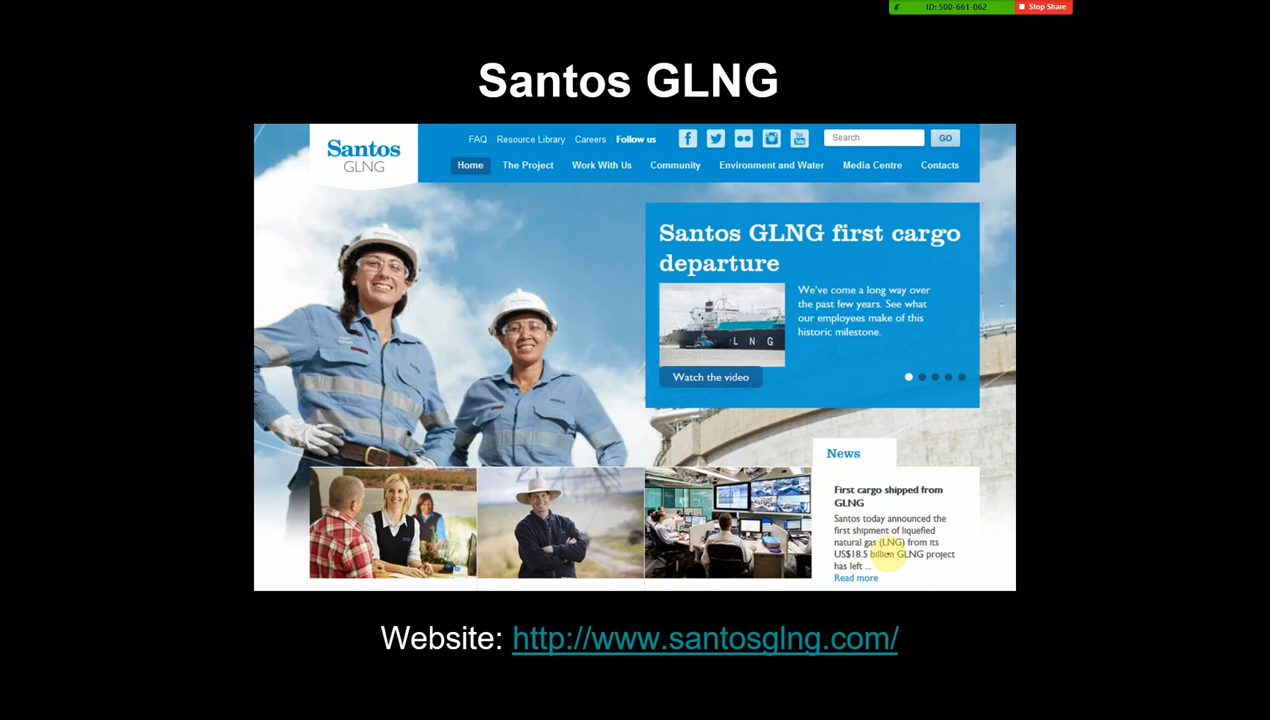 ID: 500-661-062
Stop Share
Santos GLNG
Santos
GLNG
FAQ Resource Library Careers Follow us
Search
GO
Home The Project Work With Us Community Environment and Water Media Centre Contacts
Santos GLNG first cargo
departure
We've come a long way over
the past few years. See what
our employees make of this
historic milestone.
L N G
Watch the video
News
First cargo shipped from
GLNG
Santos today announced the
first shipment of liquefied
natural gas (LNG) from its
US$18.5 billion GLNG project
has left ...
Read more
Website: http://www.santosglng.com/